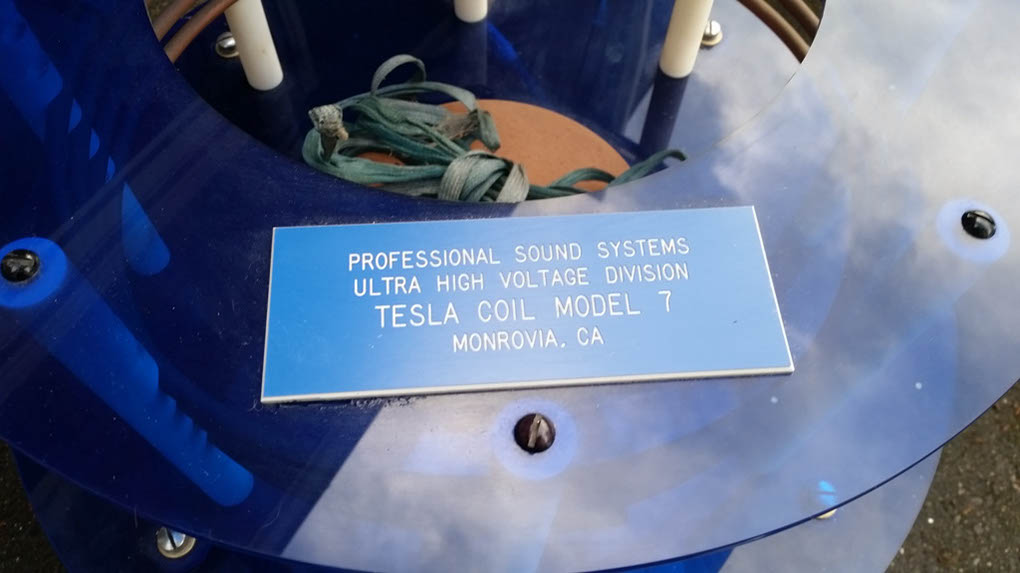 PROFESSIONAL SOUND SYSTEMS
ULTRA HIGH VOLTAGE DIVISION
TESLA COIL MODEL 7
MONROVIA, CA